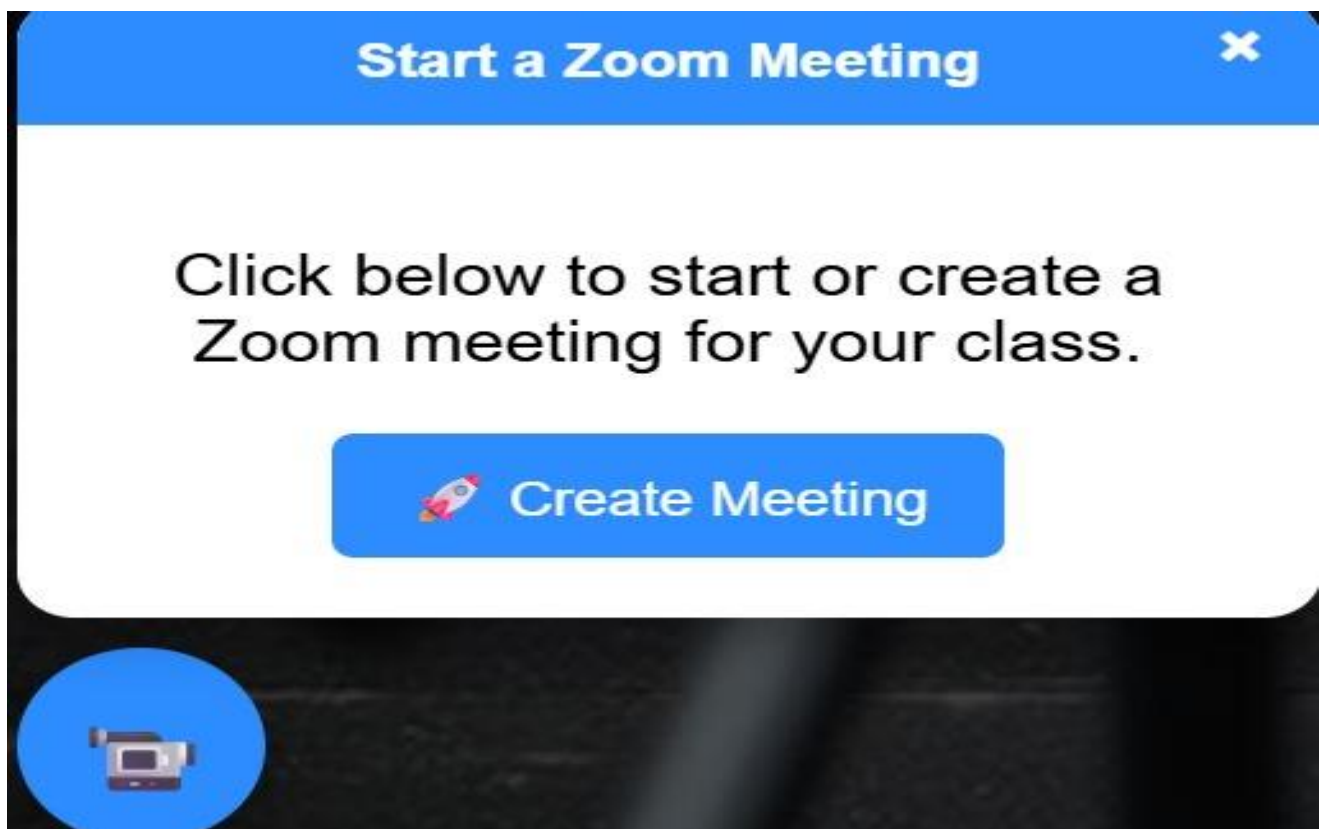 Start a Zoom Meeting ✖
Click below to start or create a
Zoom meeting for your class.
🚀 Create Meeting